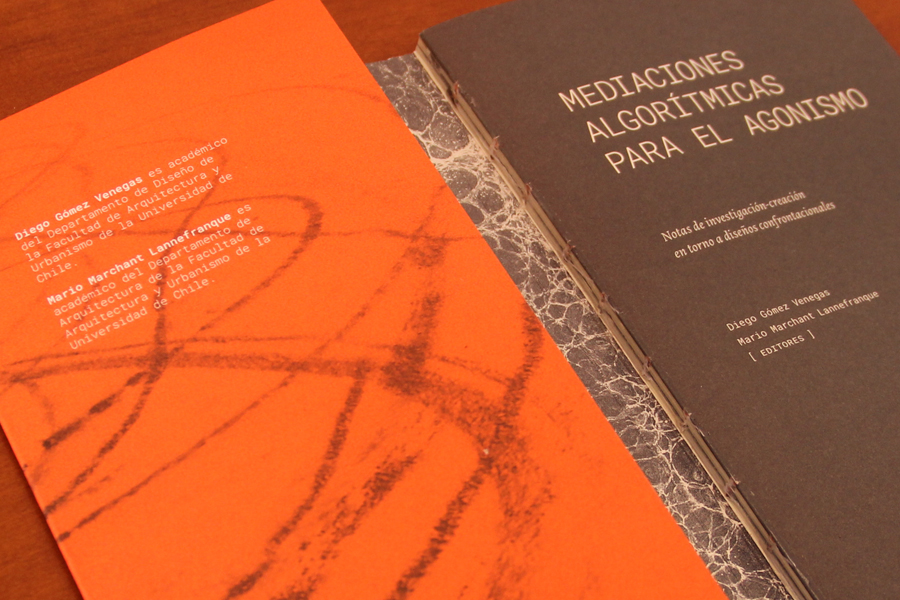 Diego Gómez Venegas es académico
del Departamento de Diseño de
la Facultad de Arquitectura y
Urbanismo de la Universidad de
Chile.
Mario Marchant Lannefranque es
académico del Departamento de
Arquitectura de la Facultad de
Arquitectura y Urbanismo de la
Universidad de Chile.
MEDIACIONES
ALGORÍTMICAS
PARA EL AGONISMO
Notas de investigación-creación
en torno a diseños confrontacionales
Diego Gómez Venegas
Mario Marchant Lannefranque
[ EDITORES ]